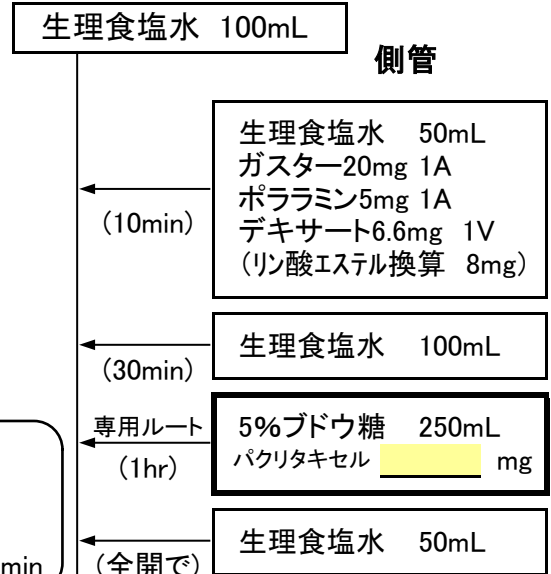 生理食塩水 100mL
側管
生理食塩水 50mL
ガスター20mg 1A
ポララミン5mg 1A
デキサート6.6mg 1V
(リン酸エステル換算 8mg)
(10min)
生理食塩水 100mL
(30min)
専用ルート
(1hr)
5%ブドウ糖 250mL
パクリタキセル mg
生理食塩水 50mL
(全開で)
min